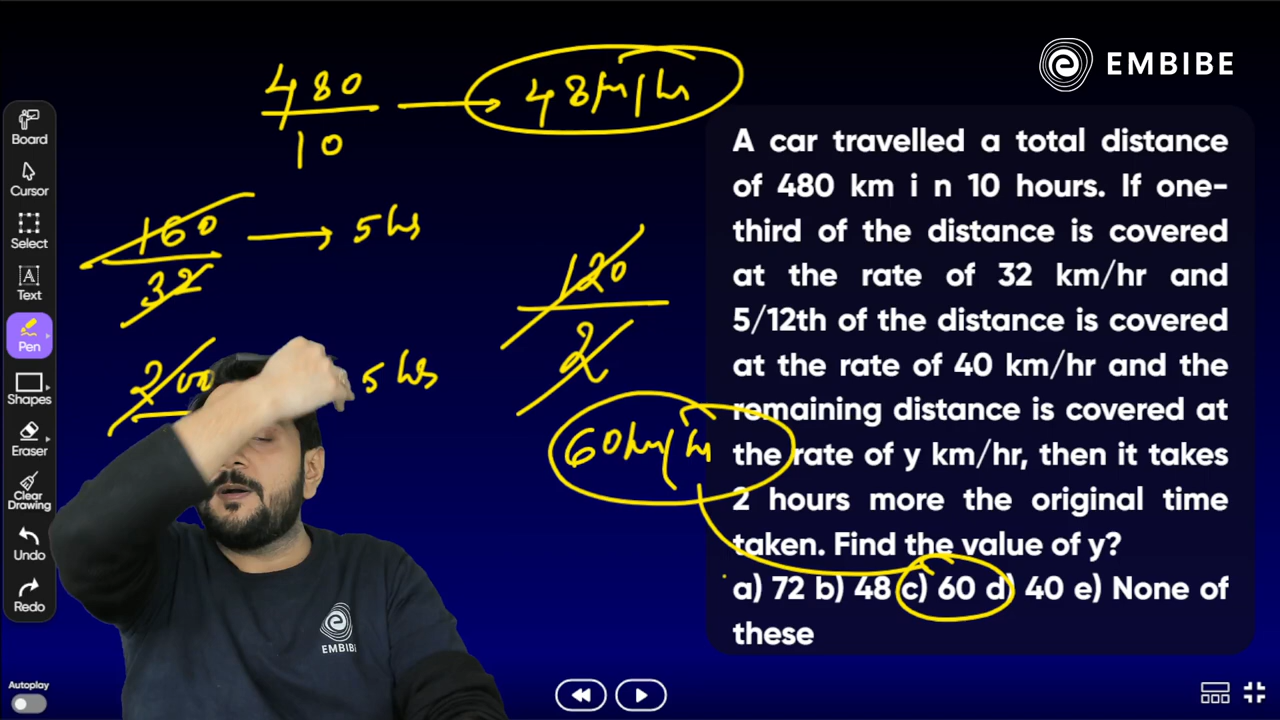 EMBIBE
480
10
48 km/hr
160
32
5 hrs
200
5 hrs
120
2
60 km/hr
A car travelled a total distance
of 480 km i n 10 hours. If one-
third of the distance is covered
at the rate of 32 km/hr and
5/12th of the distance is covered
at the rate of 40 km/hr and the
remaining distance is covered at
the rate of y km/hr, then it takes
2 hours more the original time
taken. Find the value of y?
a) 72 b) 48 c) 60 d) 40 e) None of
these
Board
Cursor
Select
Text
Pen
Shapes
Eraser
Clear
Drawing
Undo
Redo
Autoplay
EMBIBE